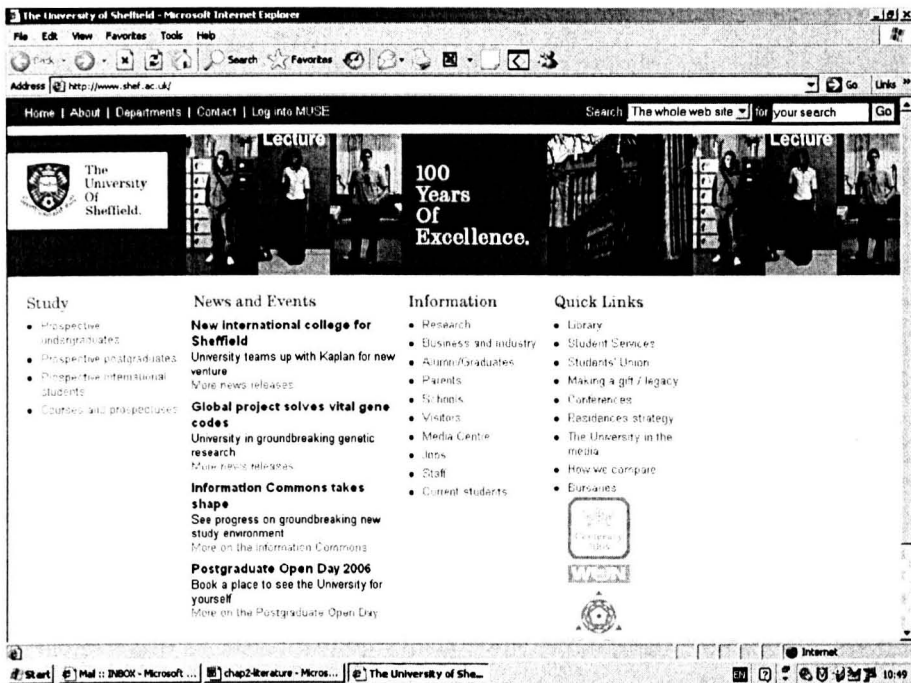 The University of Sheffield - Microsoft Internet Explorer
File Edit View Favorites Tools Help
Back Search Favorites
Address http://www.shef.ac.uk/ Go Links »
Home | About | Departments | Contact | Log into MUSE Search The whole web site for your search Go
The
University
Of
Sheffield.
Lecture
100
Years
Of
Excellence.
Lecture
Study
• Prospective
undergraduates
• Prospective postgraduates
• Prospective international
students
• Courses and prospectuses
News and Events
New international college for
Sheffield
University teams up with Kaplan for new
venture
More news releases
Global project solves vital gene
codes
University in groundbreaking genetic
research
More news releases
Information Commons takes
shape
See progress on groundbreaking new
study environment
More on the Information Commons
Postgraduate Open Day 2006
Book a place to see the University for
yourself
More on the Postgraduate Open Day
Information
• Research
• Business and industry
• Alumni/Graduates
• Parents
• Schools
• Visitors
• Media Centre
• Jobs
• Staff
• Current students
Quick Links
• Library
• Student Services
• Students' Union
• Making a gift / legacy
• Conferences
• Residences strategy
• The University in the
media
• How we compare
• Bursaries
Centenary
WUN
Internet
Start Mail :: INBOX - Microsoft ... chap2-literature - Micros... The University of She... EN 10:49